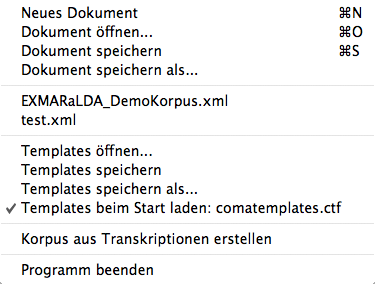 Neues Dokument ⌘N
Dokument öffnen... ⌘O
Dokument speichern ⌘S
Dokument speichern als...
EXMARaLDA_DemoKorpus.xml
test.xml
Templates öffnen...
Templates speichern
Templates speichern als...
✓ Templates beim Start laden: comatemplates.ctf
Korpus aus Transkriptionen erstellen
Programm beenden